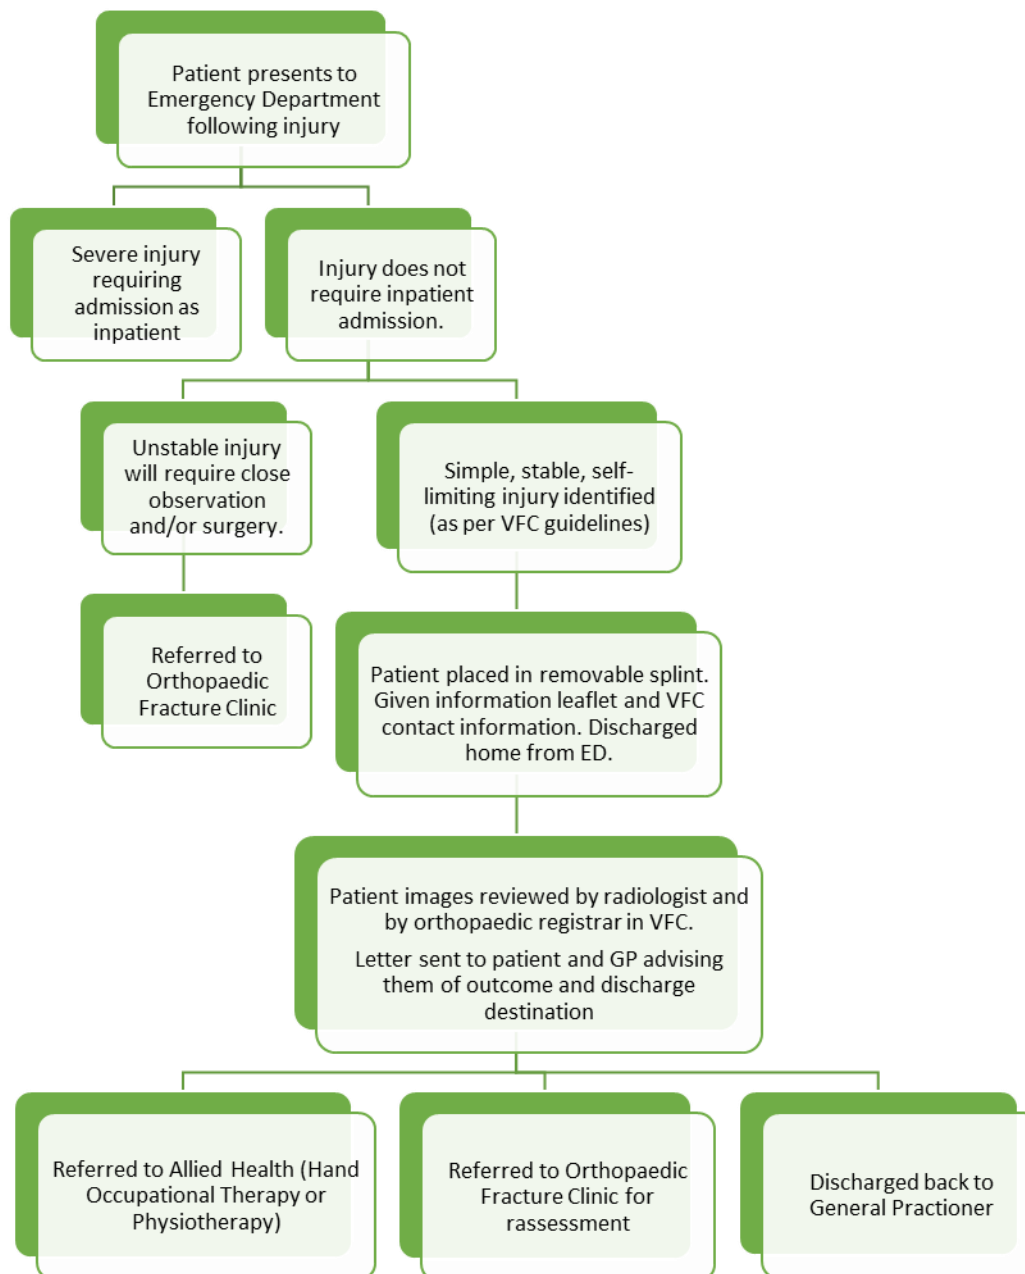 Patient presents to
Emergency Department
following injury
Severe injury
requiring
admission as
inpatient
Injury does not
require inpatient
admission.
Unstable injury
will require close
observation
and/or surgery.
Simple, stable, self-
limiting injury identified
(as per VFC guidelines)
Referred to
Orthopaedic
Fracture Clinic
Patient placed in removable splint.
Given information leaflet and VFC
contact information. Discharged
home from ED.
Patient images reviewed by radiologist and
by orthopaedic registrar in VFC.
Letter sent to patient and GP advising
them of outcome and discharge
destination
Referred to Allied Health (Hand
Occupational Therapy or
Physiotherapy)
Referred to Orthopaedic
Fracture Clinic for
rassessment
Discharged back to
General Practioner